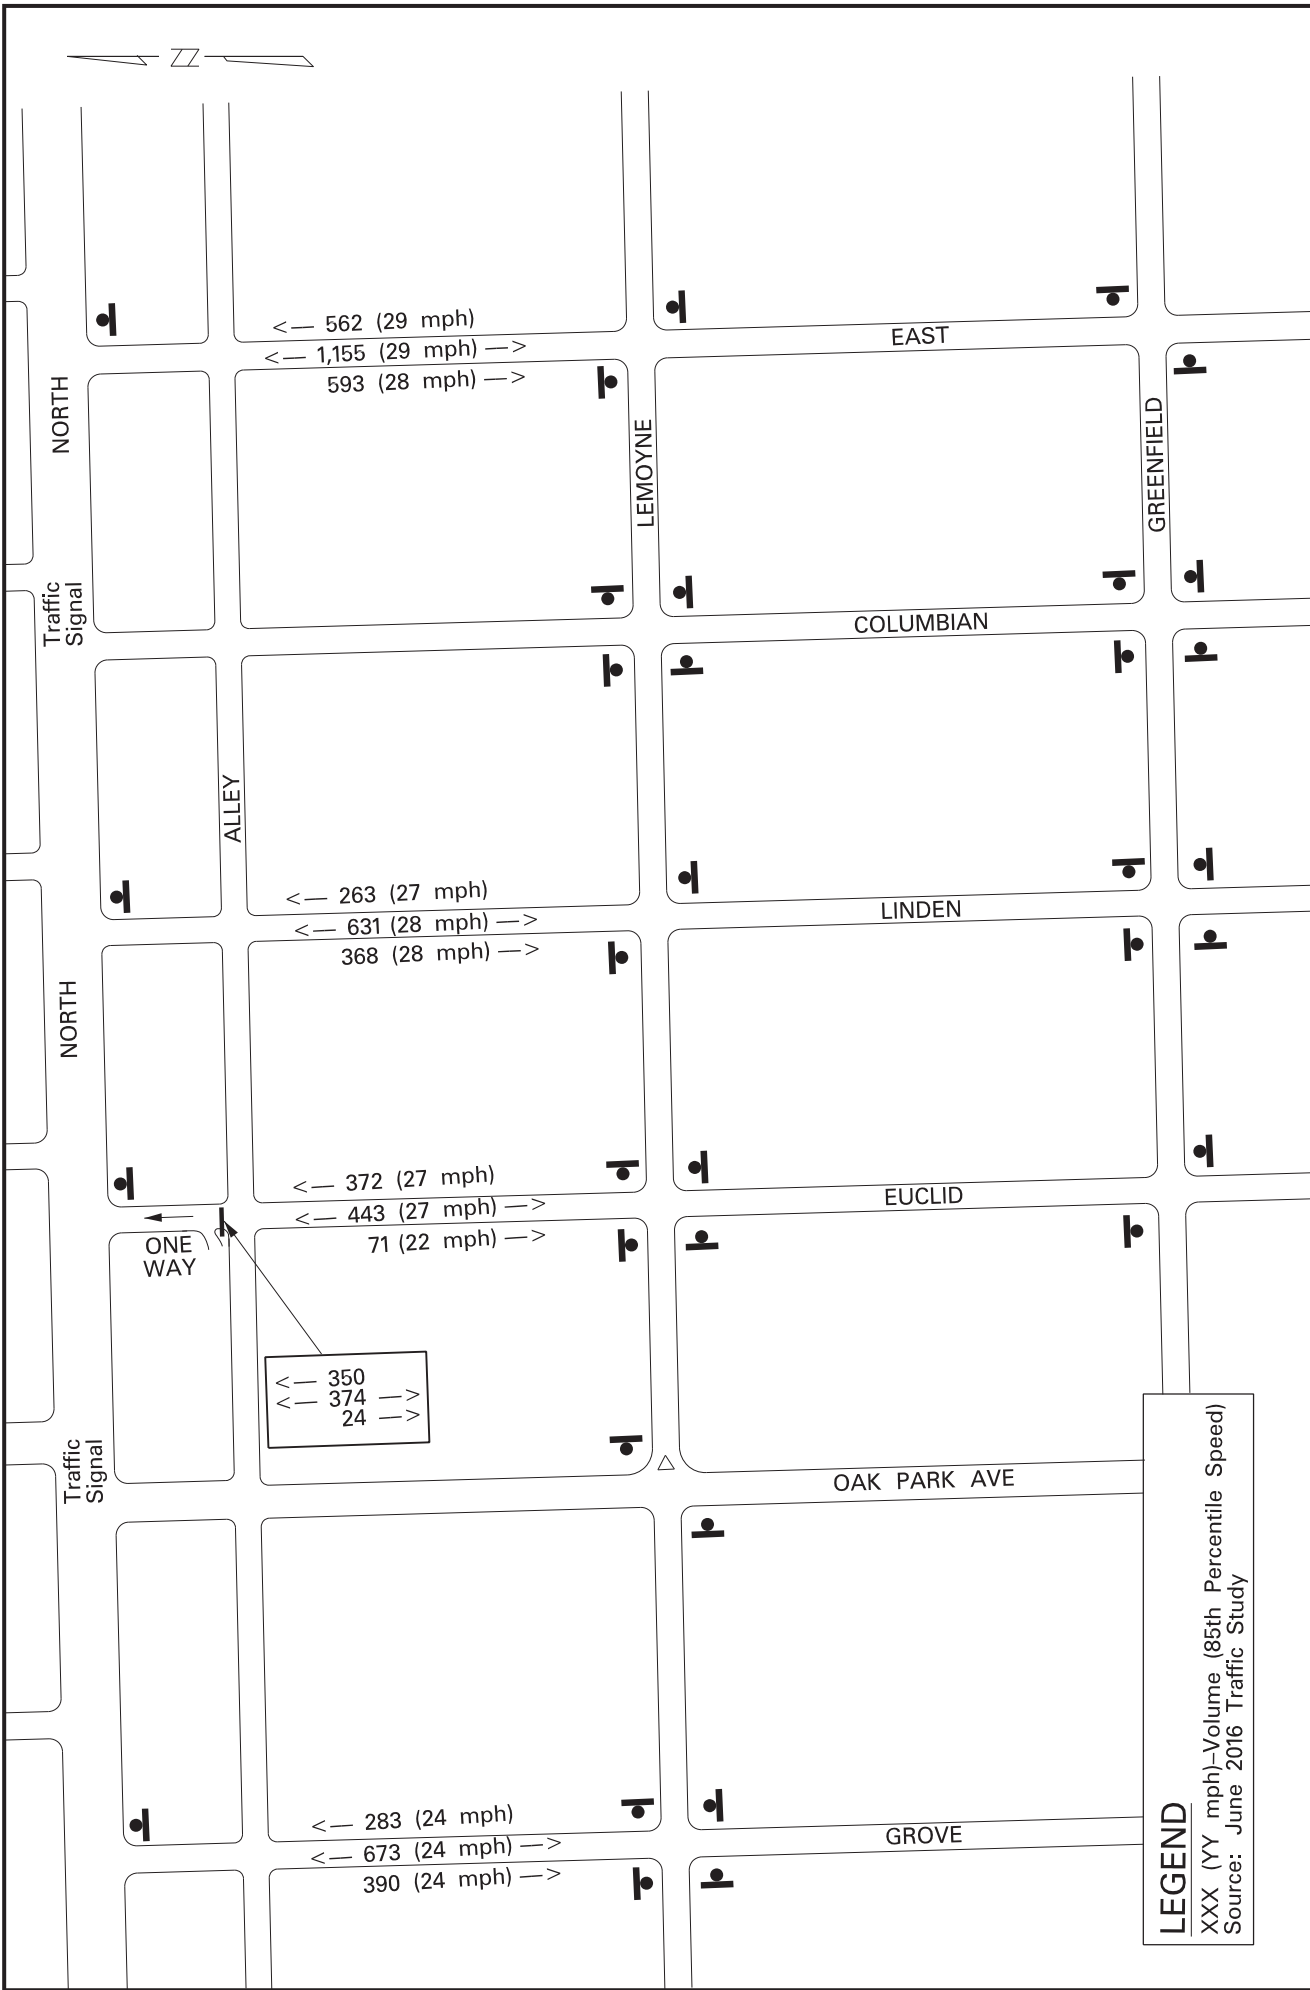 N
<— 562 (29 mph)
<— 1,155 (29 mph) —>
593 (28 mph) —>
EAST
NORTH
LEMOYNE
GREENFIELD
Traffic
Signal
COLUMBIAN
ALLEY
<— 263 (27 mph)
<— 631 (28 mph) —>
368 (28 mph) —>
LINDEN
NORTH
<— 372 (27 mph)
<— 443 (27 mph) —>
71 (22 mph) —>
EUCLID
ONE
WAY
<— 350
<— 374 —>
24 —>
Traffic
Signal
OAK PARK AVE
<— 283 (24 mph)
<— 673 (24 mph) —>
390 (24 mph) —>
GROVE
LEGEND
XXX (YY mph)–Volume (85th Percentile Speed)
Source: June 2016 Traffic Study